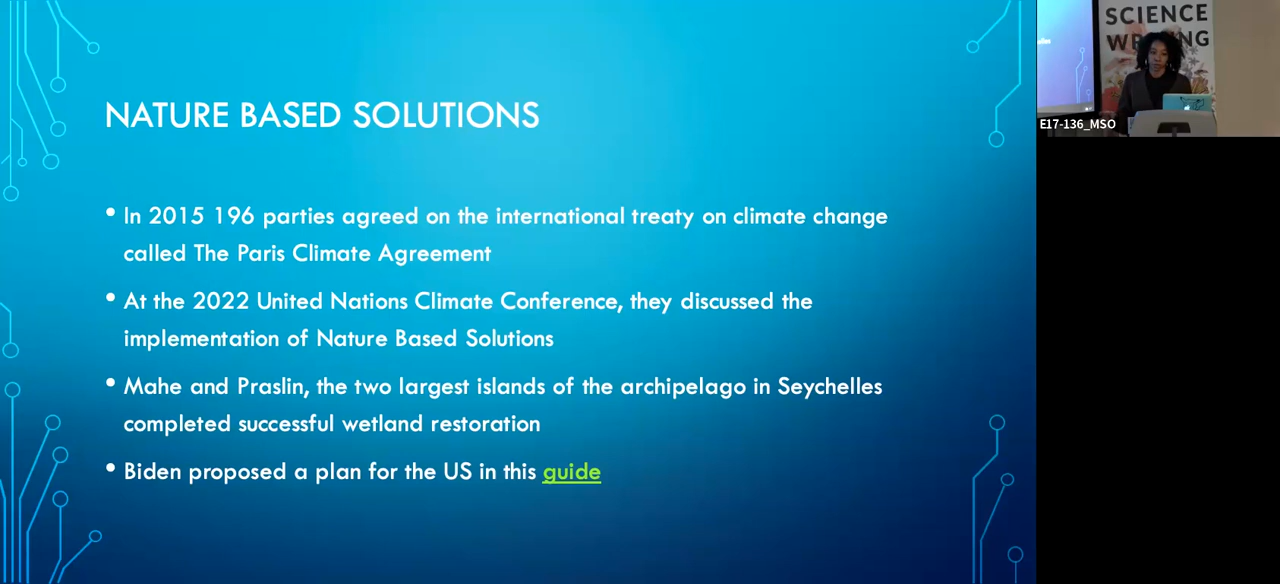 NATURE BASED SOLUTIONS
• In 2015 196 parties agreed on the international treaty on climate change
called The Paris Climate Agreement
• At the 2022 United Nations Climate Conference, they discussed the
implementation of Nature Based Solutions
• Mahe and Praslin, the two largest islands of the archipelago in Seychelles
completed successful wetland restoration
• Biden proposed a plan for the US in this guide
SCIENCE
WRITING
E17-136_MSO